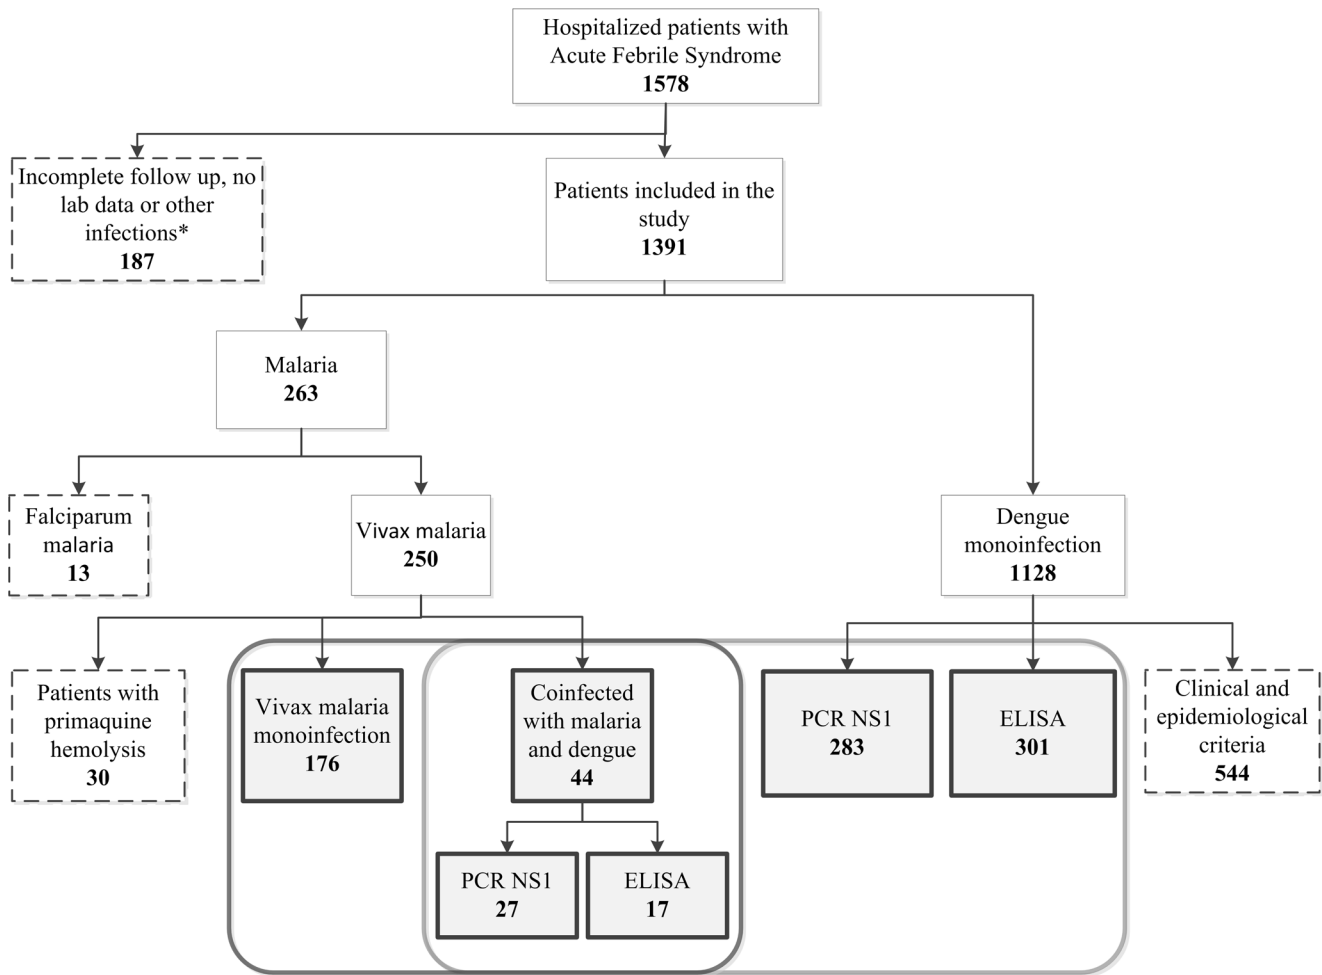 Hospitalized patients with
Acute Febrile Syndrome
1578
Incomplete follow up, no
lab data or other
infections*
187
Patients included in the
study
1391
Malaria
263
Falciparum
malaria
13
Vivax malaria
250
Dengue
monoinfection
1128
Patients with
primaquine
hemolysis
30
Vivax malaria
monoinfection
176
Coinfected
with malaria
and dengue
44
PCR NS1
283
ELISA
301
Clinical and
epidemiological
criteria
544
PCR NS1
27
ELISA
17